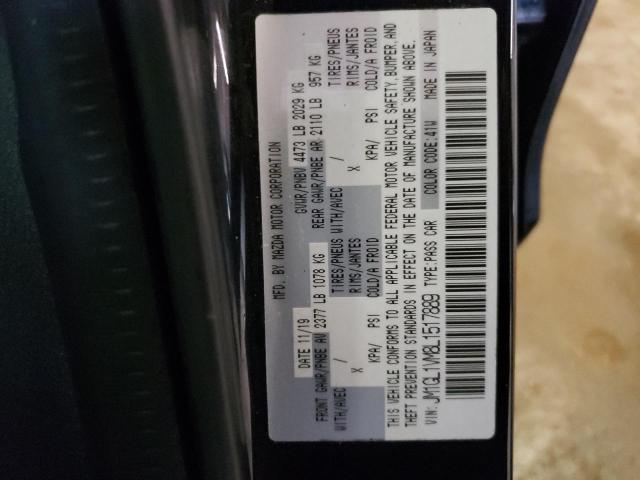 MFD. BY MAZDA MOTOR CORPORATION
DATE 11/19 GVWR/PNBV 4473 LB 2029 KG
FRONT GAWR/PNBE AV 2377 LB 1078 KG REAR GAWR/PNBE AR 2110 LB 957 KG
WITH/AVEC / TIRES/PNEUS WITH/AVEC / TIRES/PNEUS
X RIMS/JANTES X RIMS/JANTES
KPA/ PSI COLD/A FROID KPA/ PSI COLD/A FROID
THIS VEHICLE CONFORMS TO ALL APPLICABLE FEDERAL MOTOR VEHICLE SAFETY, BUMPER, AND
THEFT PREVENTION STANDARDS IN EFFECT ON THE DATE OF MANUFACTURE SHOWN ABOVE.
VIN: JM1GL1VM8L1517889 TYPE:PASS CAR COLOR CODE:41W MADE IN JAPAN